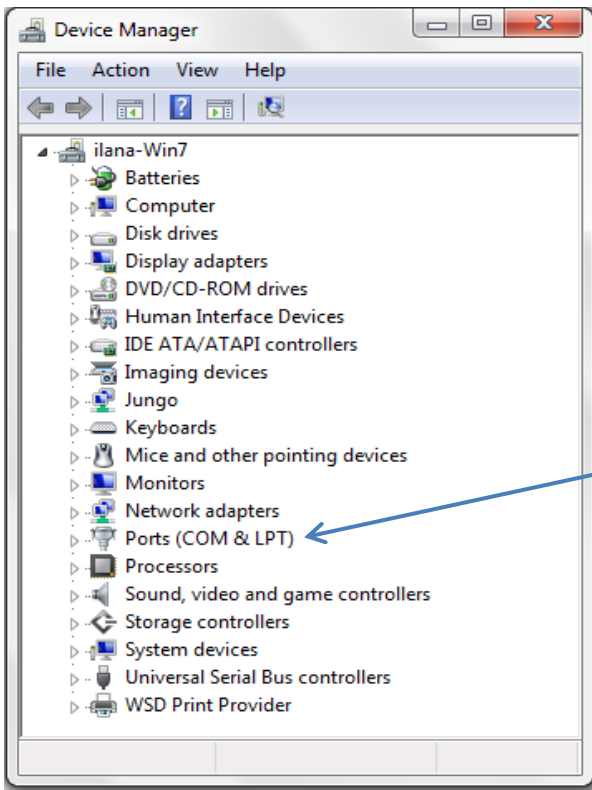 Device Manager
File Action View Help
ilana-Win7
Batteries
Computer
Disk drives
Display adapters
DVD/CD-ROM drives
Human Interface Devices
IDE ATA/ATAPI controllers
Imaging devices
Jungo
Keyboards
Mice and other pointing devices
Monitors
Network adapters
Ports (COM & LPT)
Processors
Sound, video and game controllers
Storage controllers
System devices
Universal Serial Bus controllers
WSD Print Provider